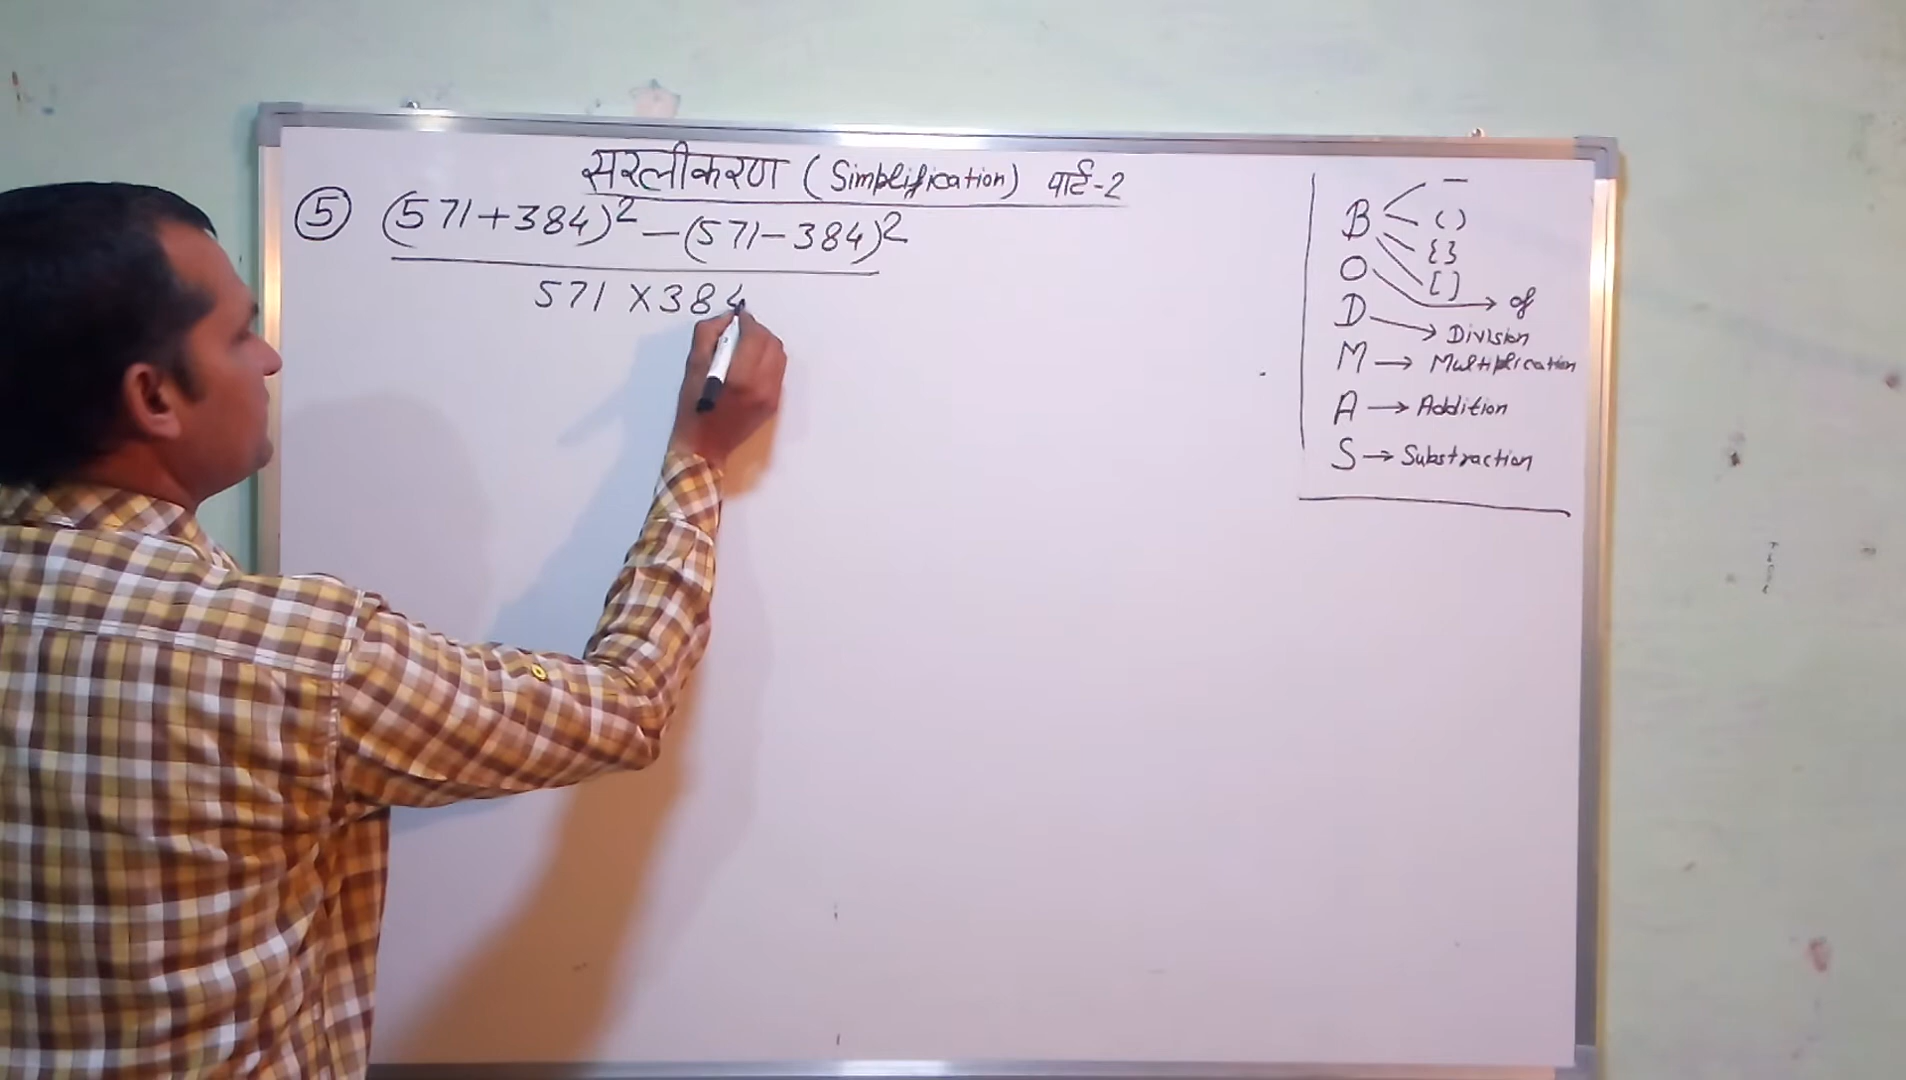 सरलीकरण (Simplification) पार्ट-2
⑤ (571+384)² – (571–384)²
571 × 384
B — ( ) { } [ ]
O → of
D → Division
M → Multiplication
A → Addition
S → Substraction